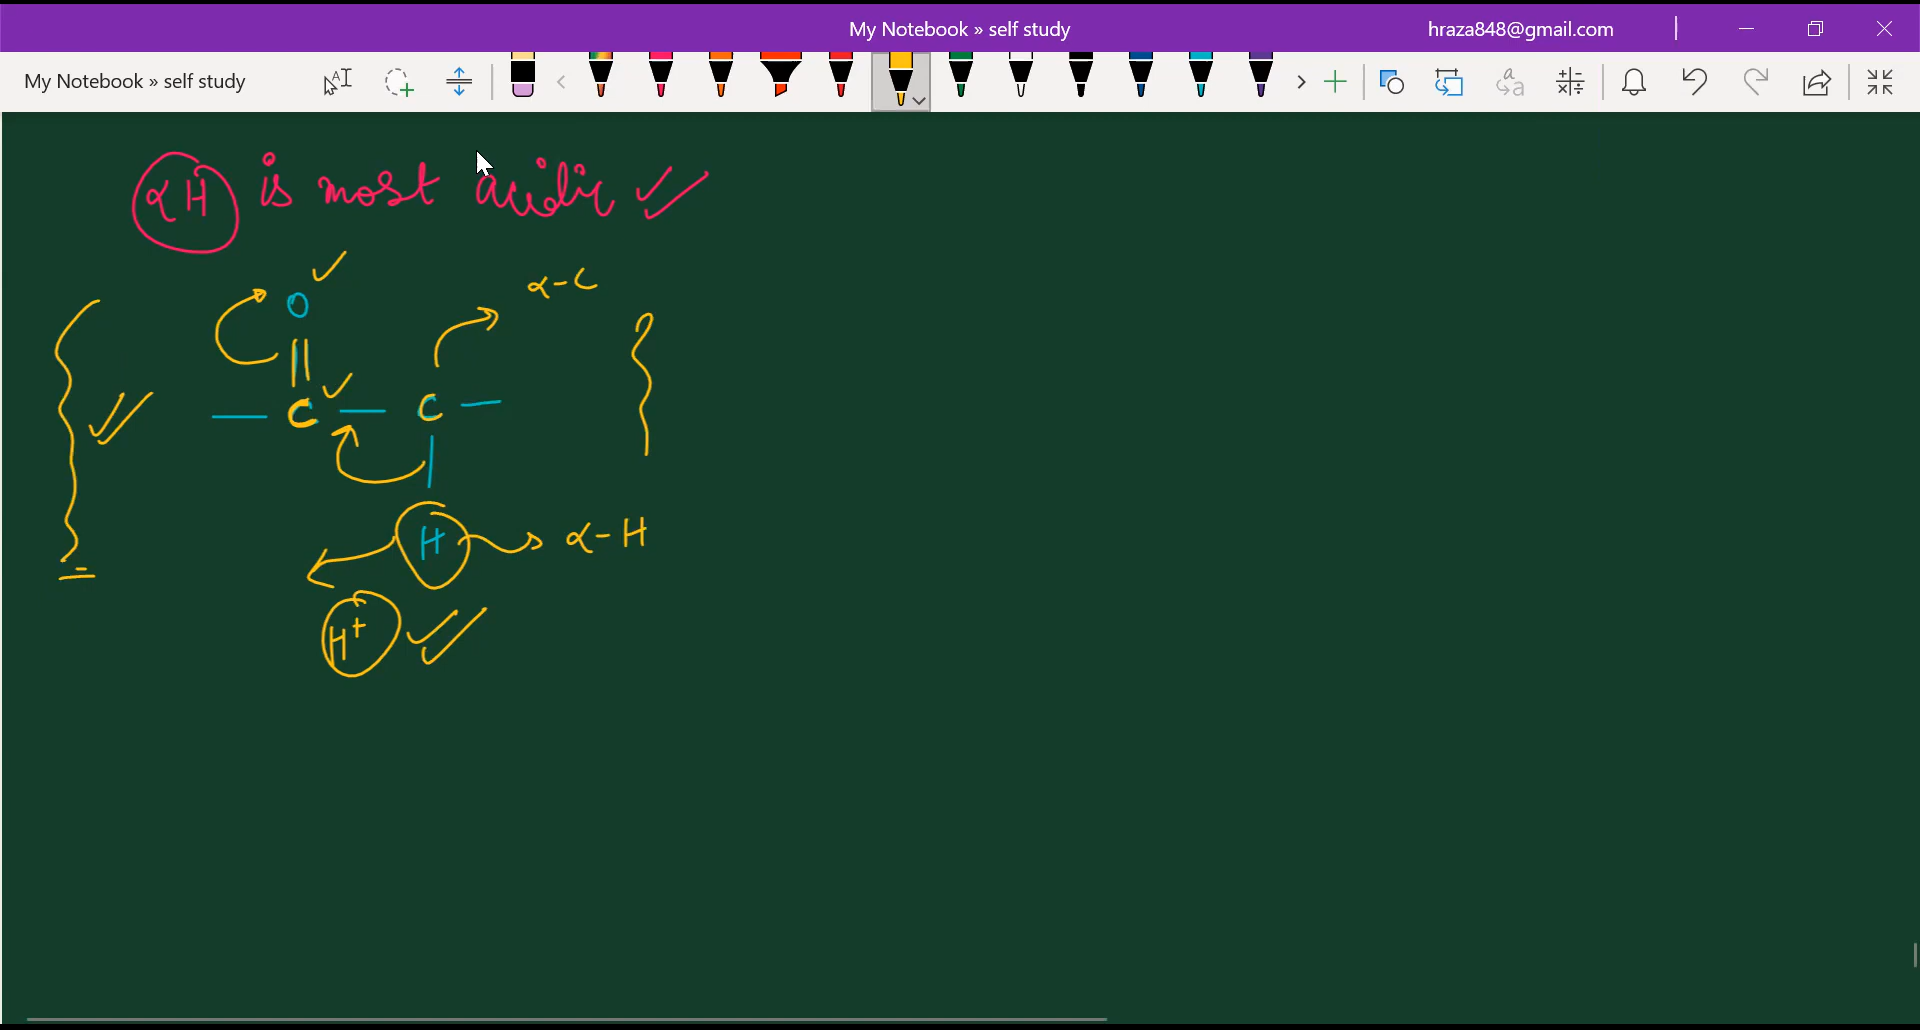 My Notebook » self study
hraza848@gmail.com
My Notebook » self study
αH is most acidic
α-C
O
C C
H
α-H
H+